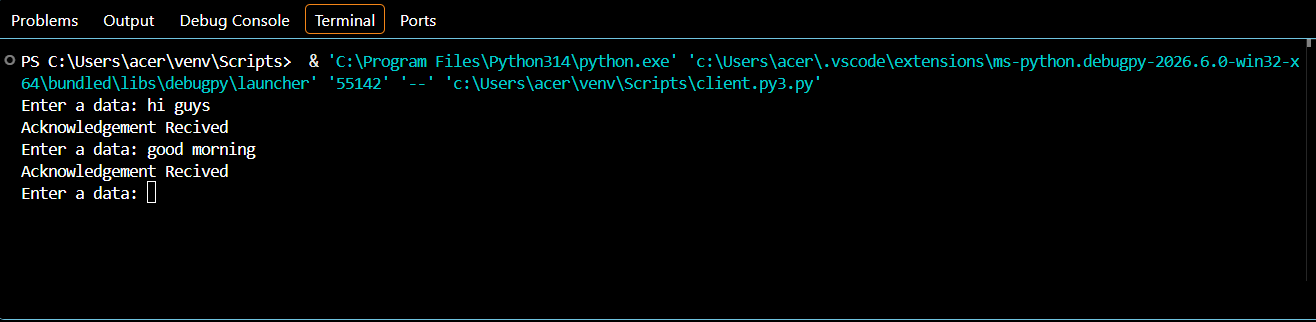 Problems Output Debug Console Terminal Ports
PS C:\Users\acer\venv\Scripts>  & 'C:\Program Files\Python314\python.exe' 'c:\Users\acer\.vscode\extensions\ms-python.debugpy-2026.6.0-win32-x
64\bundled\libs\debugpy\launcher' '55142' '--' 'c:\Users\acer\venv\Scripts\client.py3.py'
Enter a data: hi guys
Acknowledgement Recived
Enter a data: good morning
Acknowledgement Recived
Enter a data: